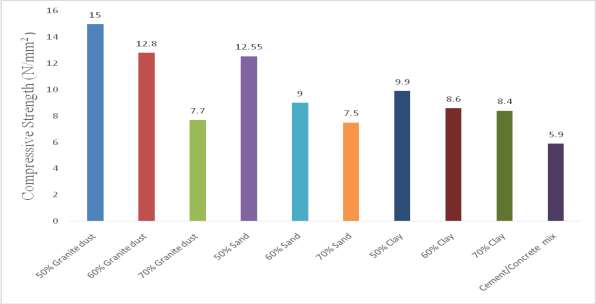 Compressive Strength (N/mm²)
16
14
12
10
8
6
4
2
0
15
12.8
7.7
12.55
9
7.5
9.9
8.6
8.4
5.9
50% Granite dust
60% Granite dust
70% Granite dust
50% Sand
60% Sand
70% Sand
50% Clay
60% Clay
70% Clay
Cement/Concrete mix